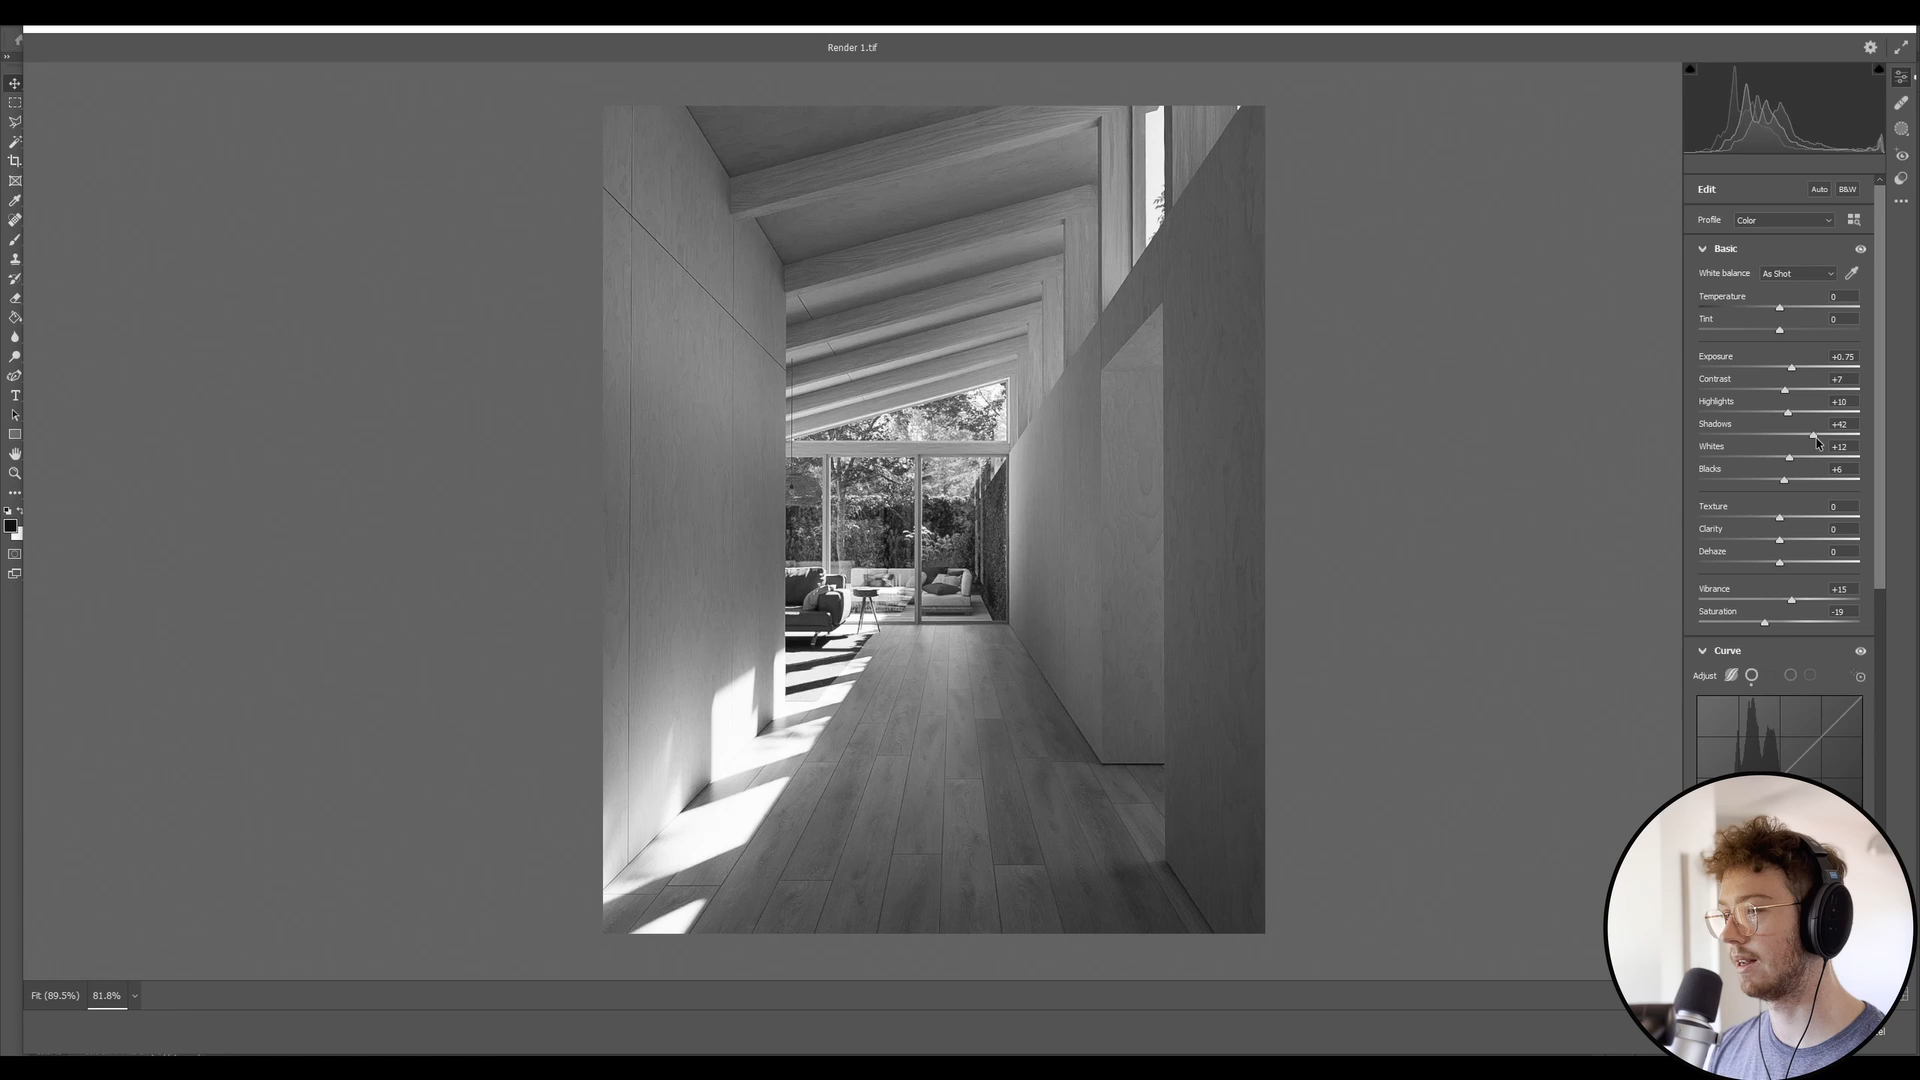 Render 1.tif
Edit
Auto
B&W
Profile
Color
Basic
White balance
As Shot
Temperature
0
Tint
0
Exposure
+0.75
Contrast
+7
Highlights
+10
Shadows
+42
Whites
+12
Blacks
+6
Texture
0
Clarity
0
Dehaze
0
Vibrance
+15
Saturation
-19
Curve
Adjust
Fit (89.5%)
81.8%